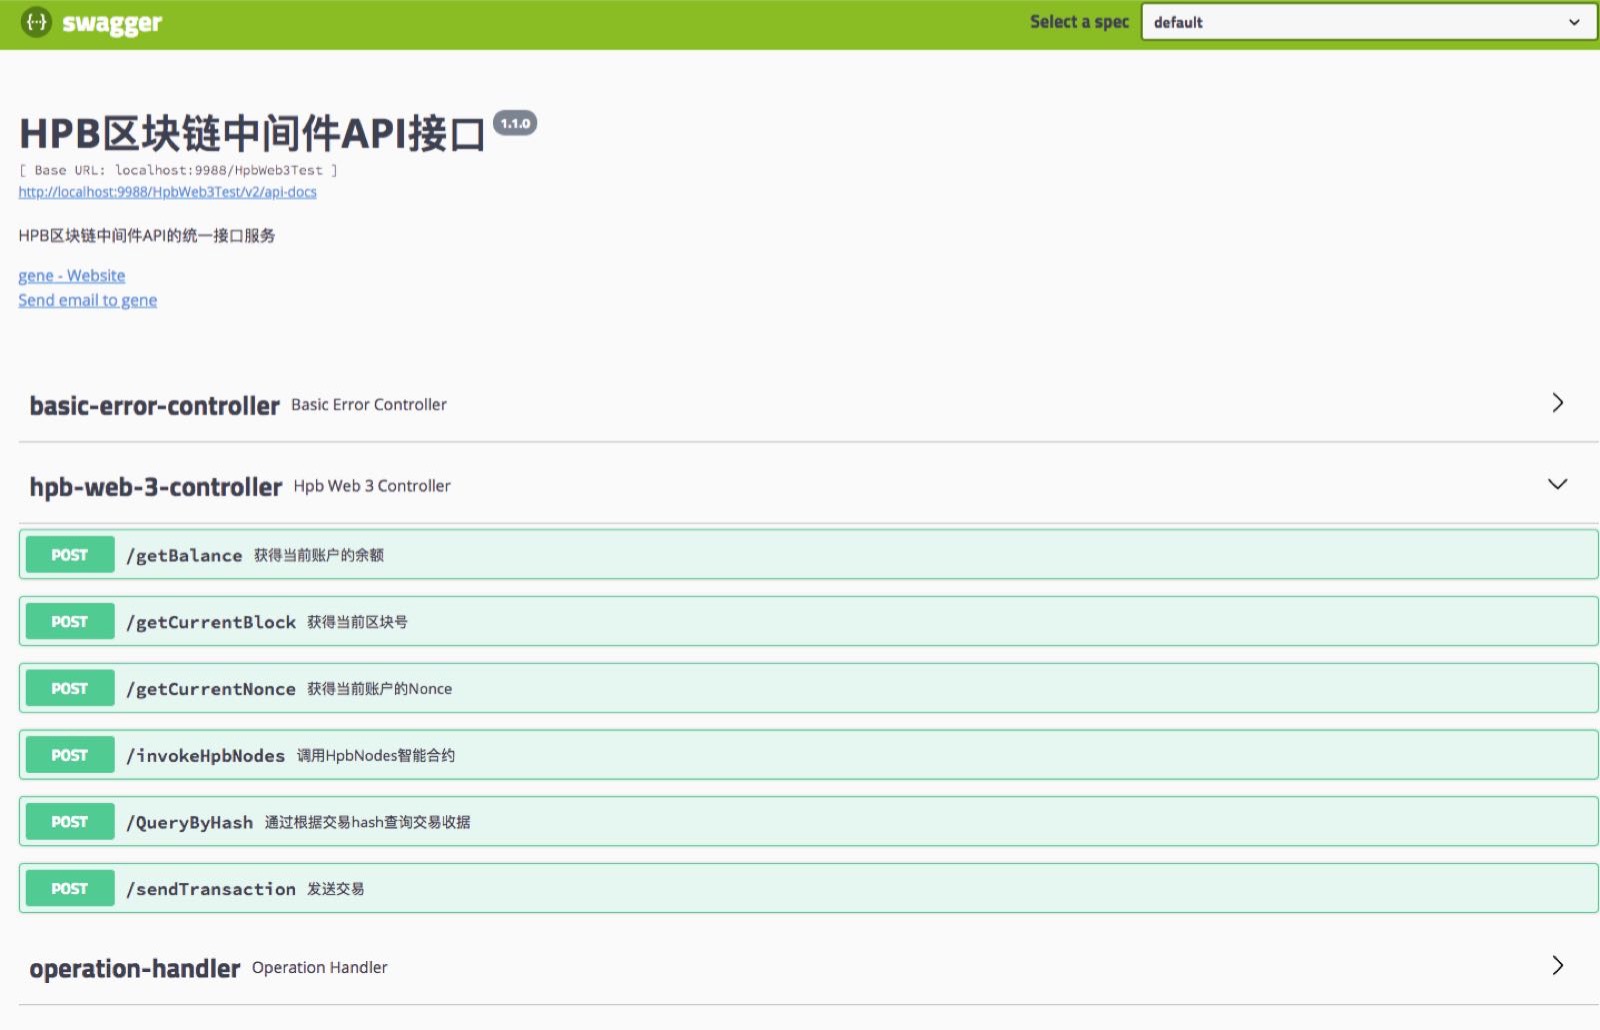 {···} swagger Select a spec default
HPB区块链中间件API接口 1.1.0
[ Base URL: localhost:9988/HpbWeb3Test ]
http://localhost:9988/HpbWeb3Test/v2/api-docs
HPB区块链中间件API的统一接口服务
gene - Website
Send email to gene
basic-error-controller Basic Error Controller
hpb-web-3-controller Hpb Web 3 Controller
POST /getBalance 获得当前账户的余额
POST /getCurrentBlock 获得当前区块号
POST /getCurrentNonce 获得当前账户的Nonce
POST /invokeHpbNodes 调用HpbNodes智能合约
POST /QueryByHash 通过根据交易hash查询交易收据
POST /sendTransaction 发送交易
operation-handler Operation Handler